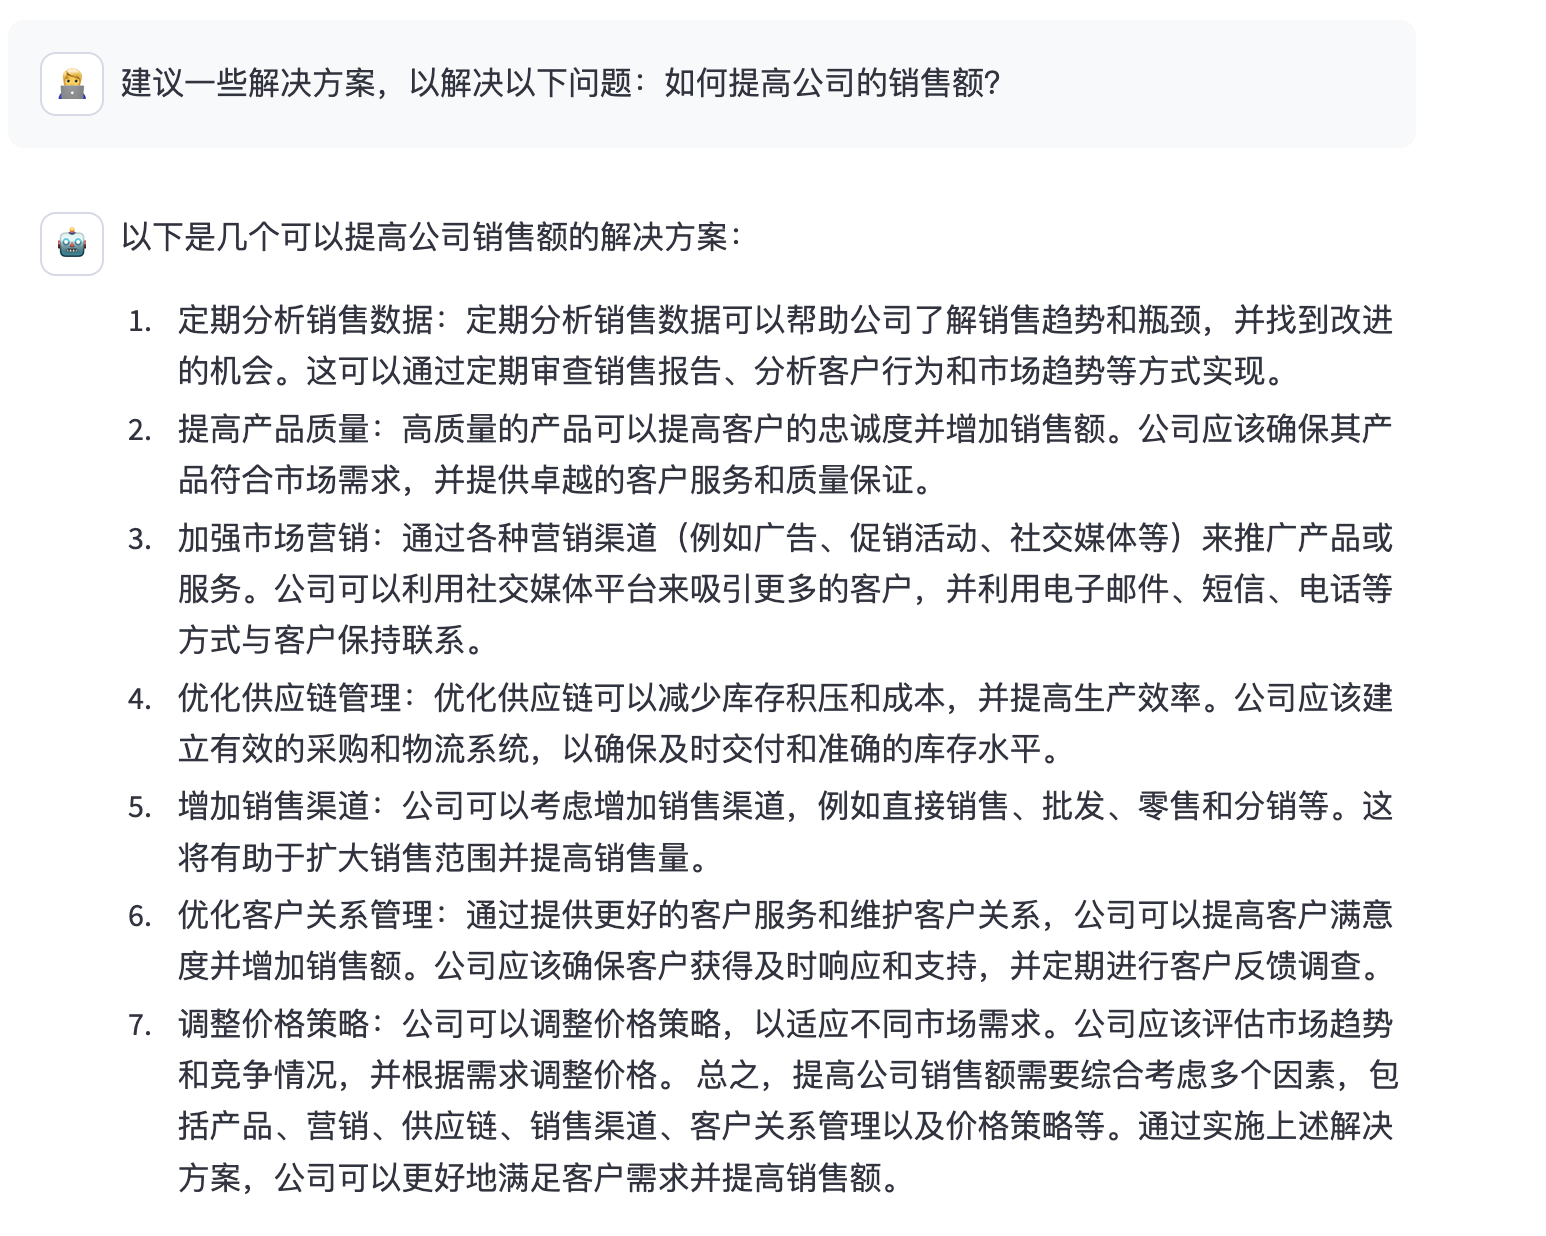 建议一些解决方案，以解决以下问题：如何提高公司的销售额?
以下是几个可以提高公司销售额的解决方案：
1. 定期分析销售数据：定期分析销售数据可以帮助公司了解销售趋势和瓶颈，并找到改进
的机会。这可以通过定期审查销售报告、分析客户行为和市场趋势等方式实现。
2. 提高产品质量：高质量的产品可以提高客户的忠诚度并增加销售额。公司应该确保其产
品符合市场需求，并提供卓越的客户服务和质量保证。
3. 加强市场营销：通过各种营销渠道（例如广告、促销活动、社交媒体等）来推广产品或
服务。公司可以利用社交媒体平台来吸引更多的客户，并利用电子邮件、短信、电话等
方式与客户保持联系。
4. 优化供应链管理：优化供应链可以减少库存积压和成本，并提高生产效率。公司应该建
立有效的采购和物流系统，以确保及时交付和准确的库存水平。
5. 增加销售渠道：公司可以考虑增加销售渠道，例如直接销售、批发、零售和分销等。这
将有助于扩大销售范围并提高销售量。
6. 优化客户关系管理：通过提供更好的客户服务和维护客户关系，公司可以提高客户满意
度并增加销售额。公司应该确保客户获得及时响应和支持，并定期进行客户反馈调查。
7. 调整价格策略：公司可以调整价格策略，以适应不同市场需求。公司应该评估市场趋势
和竞争情况，并根据需求调整价格。 总之，提高公司销售额需要综合考虑多个因素，包
括产品、营销、供应链、销售渠道、客户关系管理以及价格策略等。通过实施上述解决
方案，公司可以更好地满足客户需求并提高销售额。